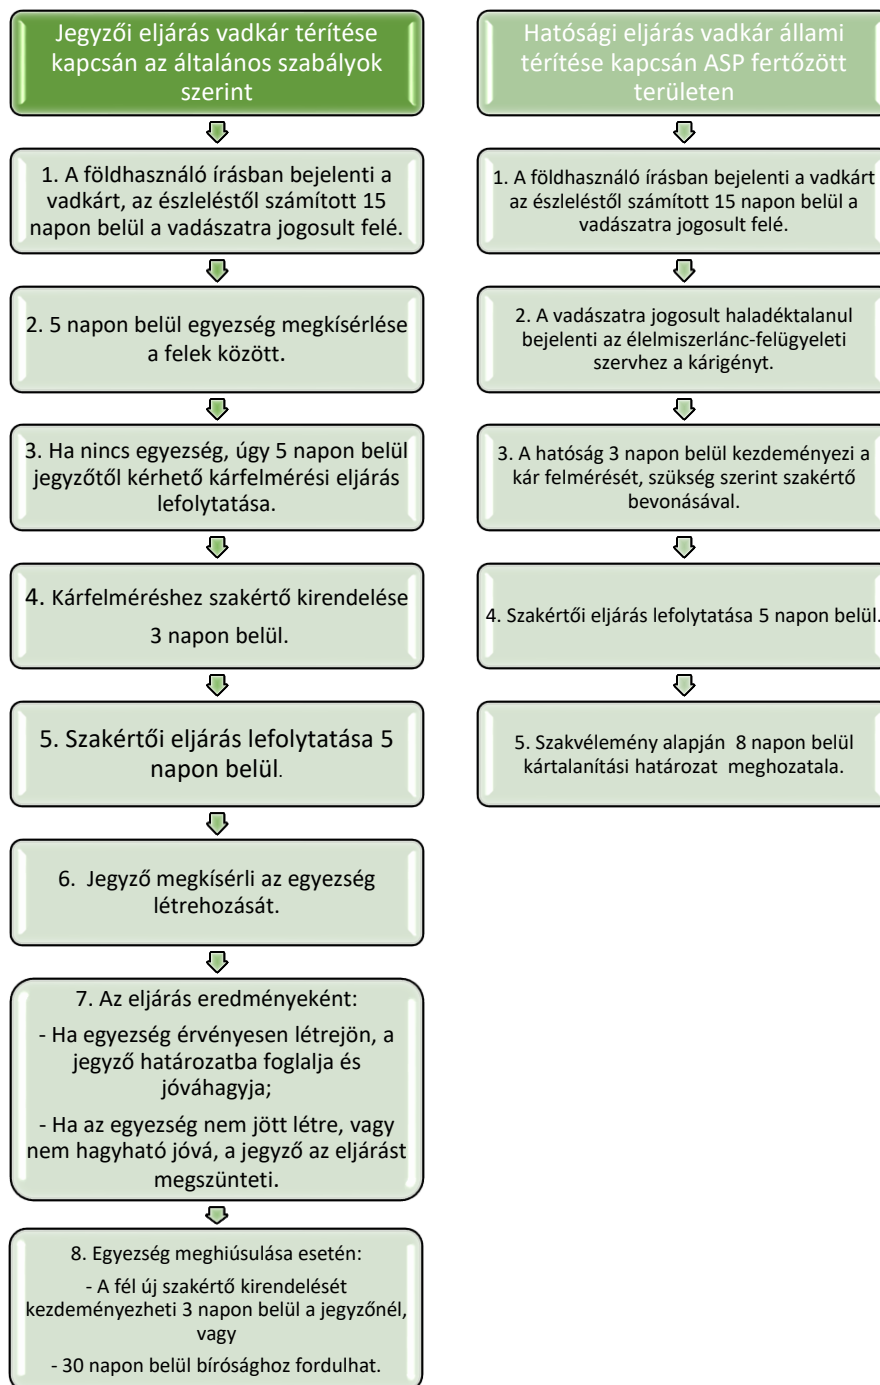 Jegyzői eljárás vadkár térítése
kapcsán az általános szabályok
szerint
1. A földhasználó írásban bejelenti a
vadkárt, az észleléstől számított 15
napon belül a vadászatra jogosult felé.
2. 5 napon belül egyezség megkísérlése
a felek között.
3. Ha nincs egyezség, úgy 5 napon belül
jegyzőtől kérhető kárfelmérési eljárás
lefolytatása.
4. Kárfelméréshez szakértő kirendelése
3 napon belül.
5. Szakértői eljárás lefolytatása 5
napon belül.
6. Jegyző megkísérli az egyezség
létrehozását.
7. Az eljárás eredményeként:
- Ha egyezség érvényesen létrejön, a
jegyző határozatba foglalja és
jóváhagyja;
- Ha az egyezség nem jött létre, vagy
nem hagyható jóvá, a jegyző az eljárást
megszünteti.
8. Egyezség meghiúsulása esetén:
- A fél új szakértő kirendelését
kezdeményezheti 3 napon belül a jegyzőnél,
vagy
- 30 napon belül bírósághoz fordulhat.
Hatósági eljárás vadkár állami
térítése kapcsán ASP fertőzött
területen
1. A földhasználó írásban bejelenti a vadkárt
az észleléstől számított 15 napon belül a
vadászatra jogosult felé.
2. A vadászatra jogosult haladéktalanul
bejelenti az élelmiszerlánc-felügyeleti
szervhez a kárigényt.
3. A hatóság 3 napon belül kezdeményezi a
kár felmérését, szükség szerint szakértő
bevonásával.
4. Szakértői eljárás lefolytatása 5 napon belül.
5. Szakvélemény alapján 8 napon belül
kártalanítási határozat meghozatala.